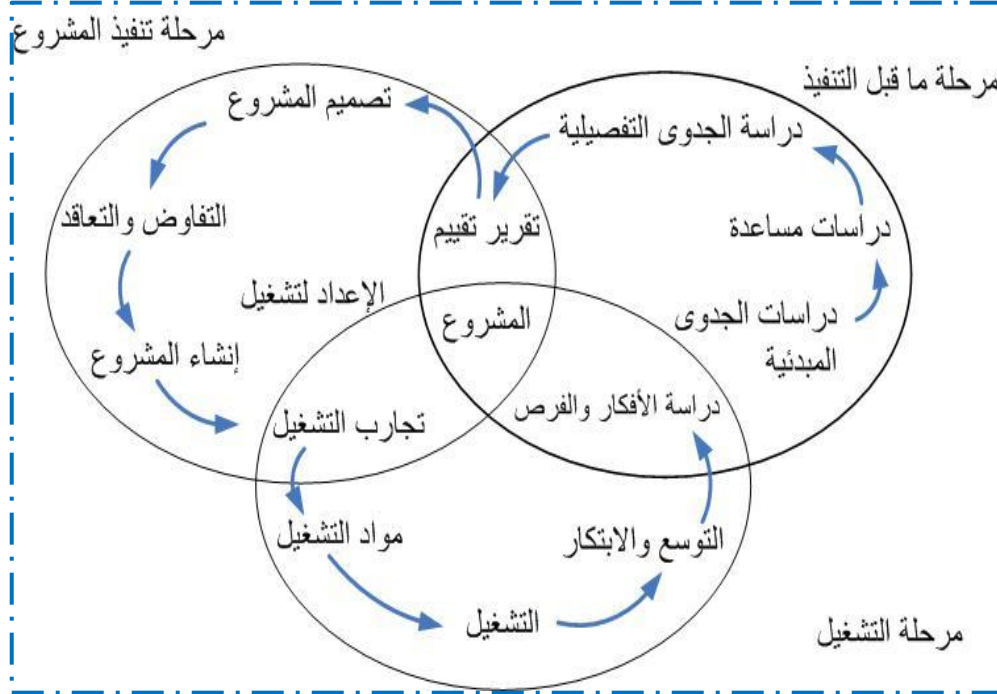 مرحلة تنفيذ المشروع
مرحلة ما قبل التنفيذ
تصميم المشروع
دراسة الجدوى التفصيلية
التفاوض والتعاقد
تقرير تقييم
دراسات مساعدة
الإعداد لتشغيل
المشروع
دراسات الجدوى
المبدئية
إنشاء المشروع
دراسة الأفكار والفرص
تجارب التشغيل
مواد التشغيل
التوسع والابتكار
التشغيل
مرحلة التشغيل